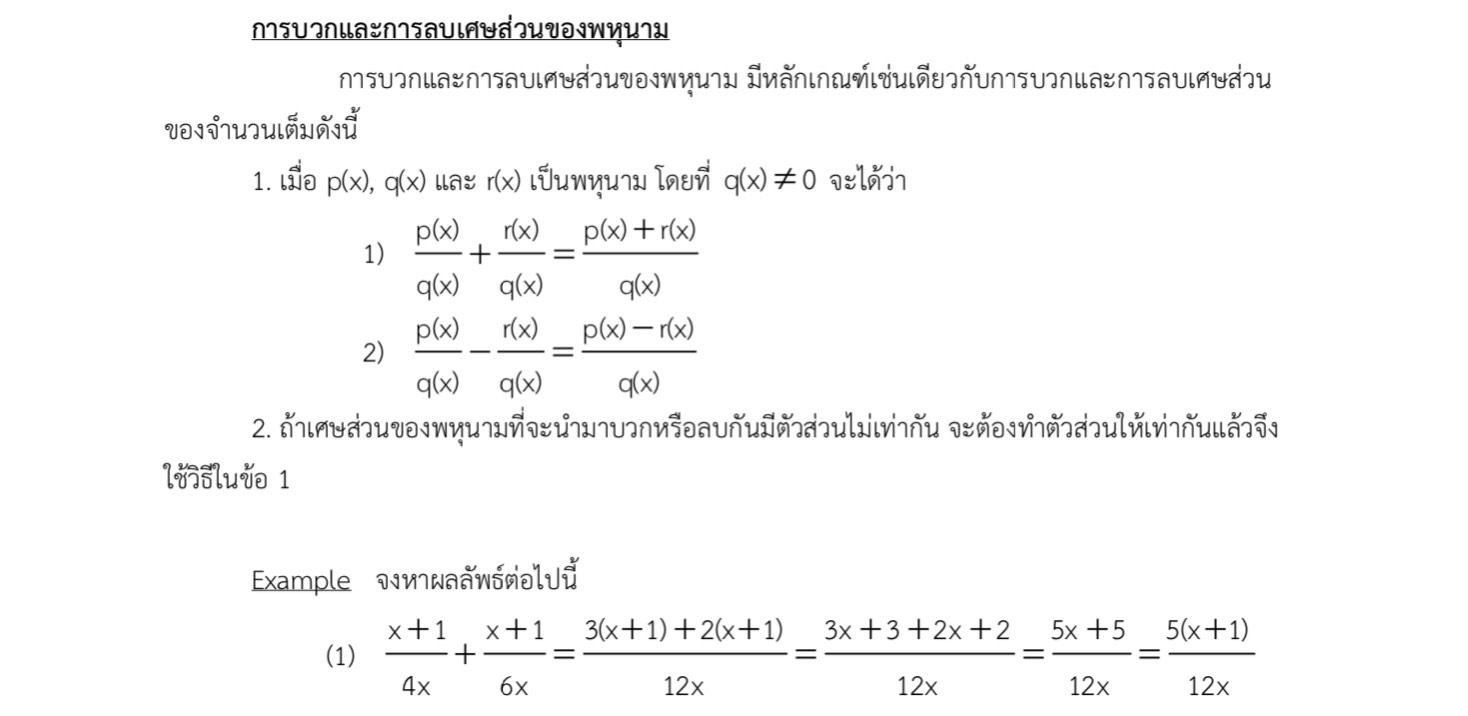 การบวกและการลบเศษส่วนของพหุนาม
การบวกและการลบเศษส่วนของพหุนาม มีหลักเกณฑ์เช่นเดียวกับการบวกและการลบเศษส่วน
ของจำนวนเต็มดังนี้
1. เมื่อ p(x), q(x) และ r(x) เป็นพหุนาม โดยที่ q(x) ≠ 0 จะได้ว่า
1) p(x)/q(x) + r(x)/q(x) = p(x) + r(x)/q(x)
2) p(x)/q(x) − r(x)/q(x) = p(x) − r(x)/q(x)
2. ถ้าเศษส่วนของพหุนามที่จะนำมาบวกหรือลบกันมีตัวส่วนไม่เท่ากัน จะต้องทำตัวส่วนให้เท่ากันแล้วจึง
ใช้วิธีในข้อ 1
Example จงหาผลลัพธ์ต่อไปนี้
(1) x+1/4x + x+1/6x = 3(x+1)+2(x+1)/12x = 3x+3+2x+2/12x = 5x+5/12x = 5(x+1)/12x